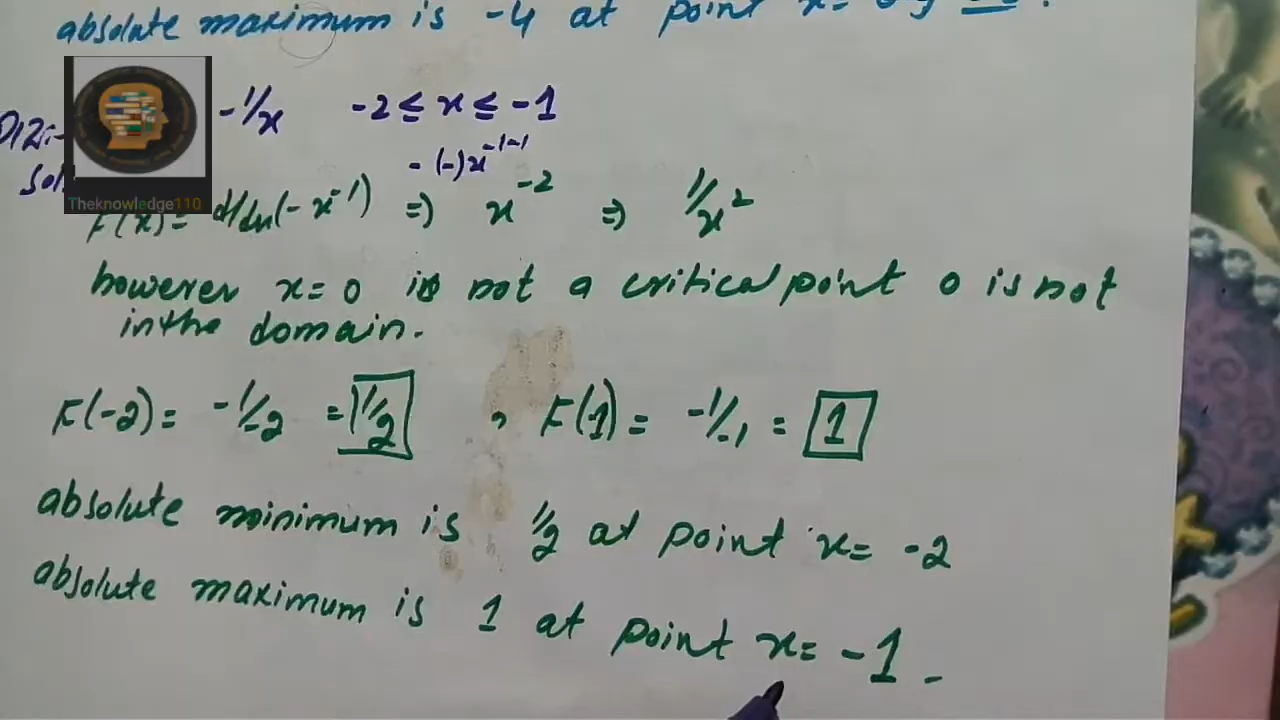 absolute maximum is -4 at point x=
-1/x -2 ≤ x ≤ -1
= (-)x^-1-1
Theknowledge110
F(x)= d/dn(-x^-1) ⇒ x^-2 ⇒ 1/x^2
however x=0 is not a critical point 0 is not
in the domain.
F(-2)= -1/-2 = 1/2 , F(-1)= -1/-1 = 1
absolute minimum is 1/2 at point x= -2
absolute maximum is 1 at point x= -1.